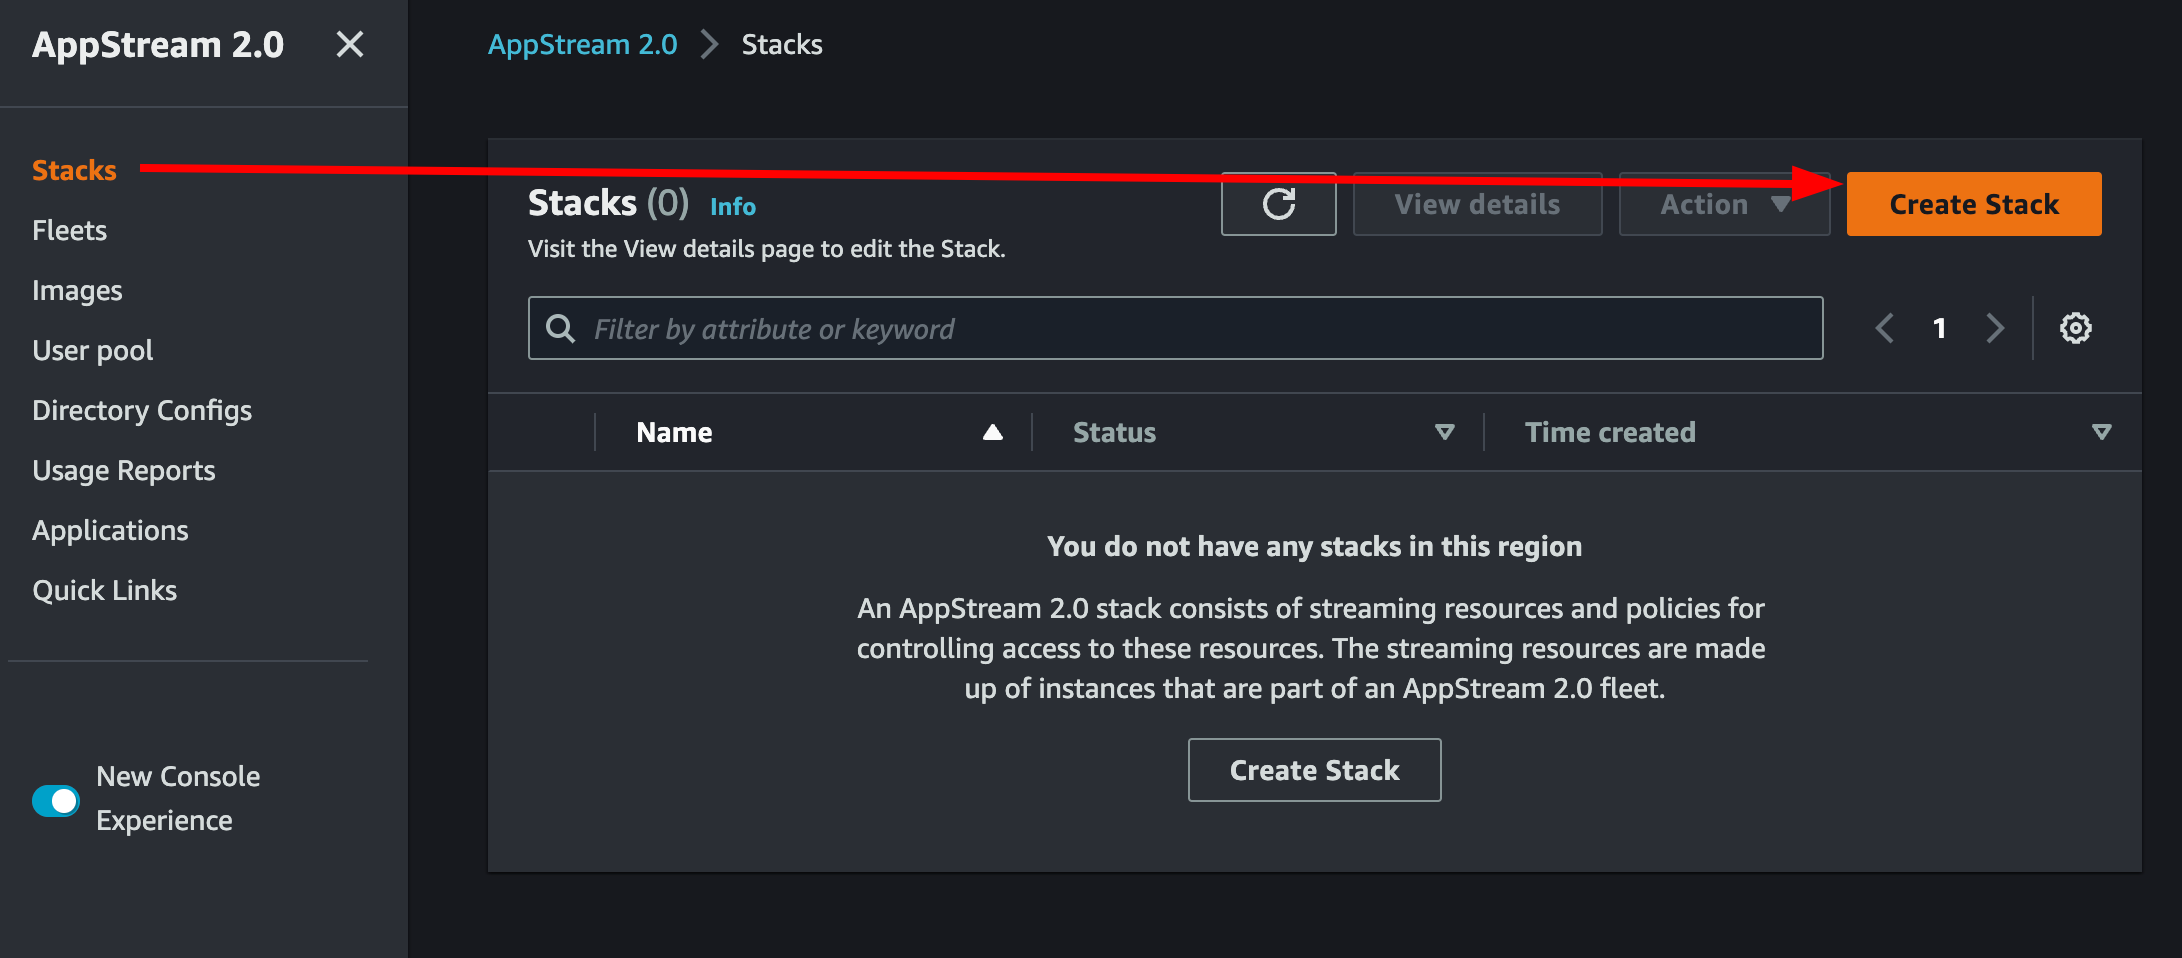 AppStream 2.0
Stacks
Fleets
Images
User pool
Directory Configs
Usage Reports
Applications
Quick Links
New Console
Experience
AppStream 2.0 Stacks
Stacks (0) Info
View details Action Create Stack
Visit the View details page to edit the Stack.
Filter by attribute or keyword
1
Name Status Time created
You do not have any stacks in this region
An AppStream 2.0 stack consists of streaming resources and policies for
controlling access to these resources. The streaming resources are made
up of instances that are part of an AppStream 2.0 fleet.
Create Stack